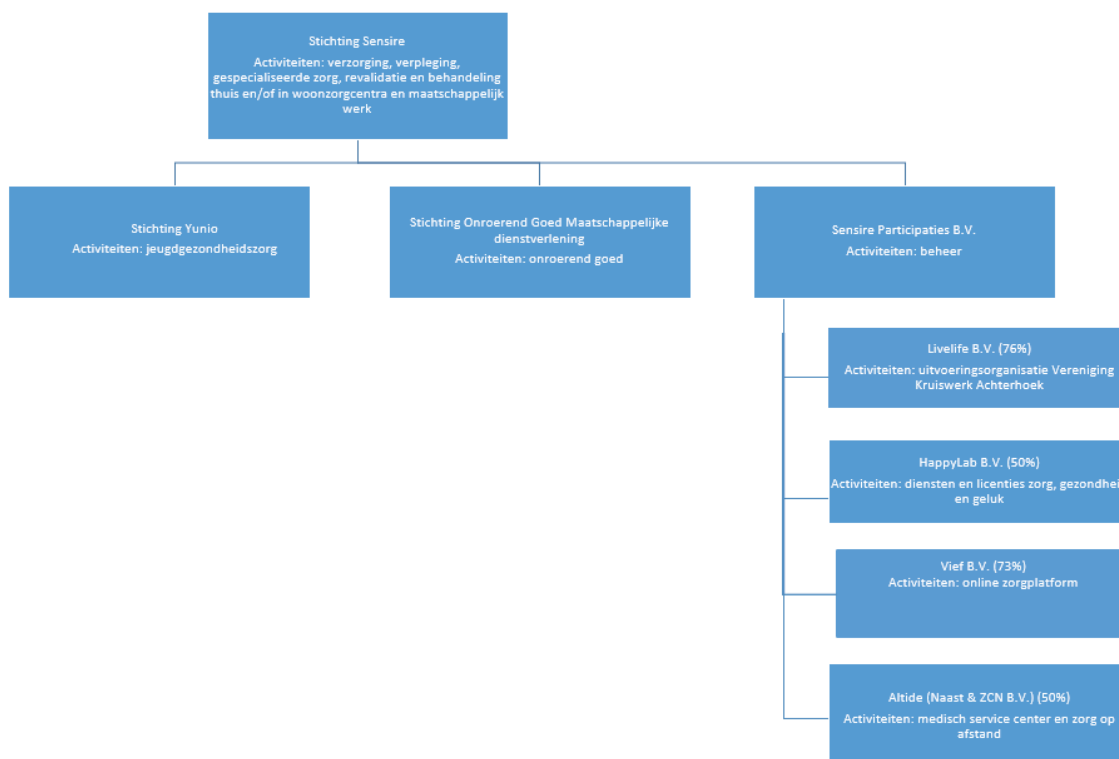 Stichting Sensire
Activiteiten: verzorging, verpleging,
gespecialiseerde zorg, revalidatie en behandeling
thuis en/of in woonzorgcentra en maatschappelijk
werk
Stichting Yunio
Activiteiten: jeugdgezondheidszorg
Stichting Onroerend Goed Maatschappelijke
dienstverlening
Activiteiten: onroerend goed
Sensire Participaties B.V.
Activiteiten: beheer
Livelife B.V. (76%)
Activiteiten: uitvoeringsorganisatie Vereniging
Kruiswerk Achterhoek
HappyLab B.V. (50%)
Activiteiten: diensten en licenties zorg, gezondhei
en geluk
Vief B.V. (73%)
Activiteiten: online zorgplatform
Altide (Naast & ZCN B.V.) (50%)
Activiteiten: medisch service center en zorg op
afstand